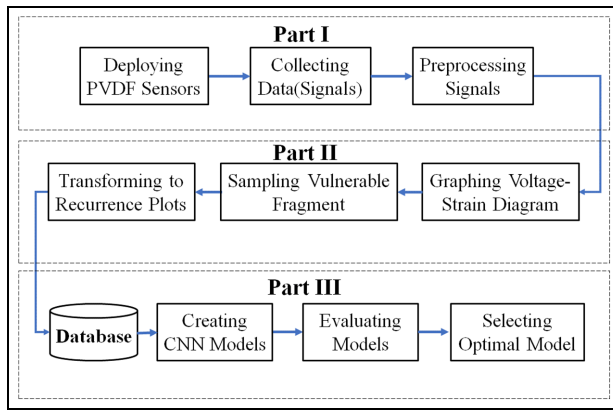 Part I
Deploying
PVDF Sensors
Collecting
Data(Signals)
Preprocessing
Signals
Part II
Transforming to
Recurrence Plots
Sampling Vulnerable
Fragment
Graphing Voltage-
Strain Diagram
Part III
Database
Creating
CNN Models
Evaluating
Models
Selecting
Optimal Model